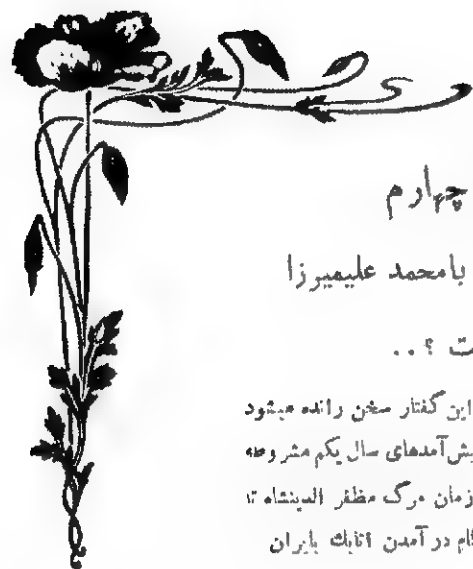 چهارم
بامحمد علیمیرزا
ت ؟..
این گفتار سخن رانده میشود
پیش‌آمدهای سال یکم مشروطه
زمان مرگ مظفر الدینشاه تا
در آمدن اتابک بایران